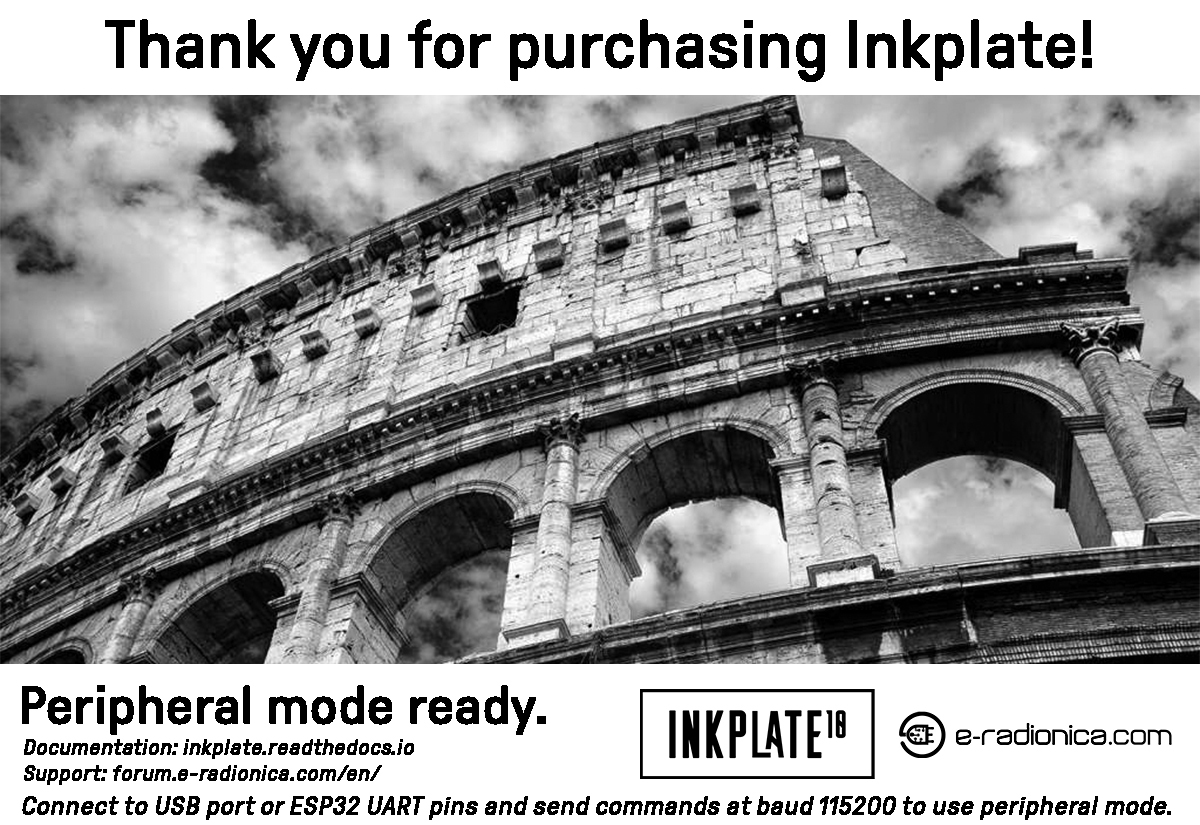 Thank you for purchasing Inkplate!
Peripheral mode ready.
Documentation: inkplate.readthedocs.io
Support: forum.e-radionica.com/en/
INKPLATE10
e-radionica.com
Connect to USB port or ESP32 UART pins and send commands at baud 115200 to use peripheral mode.